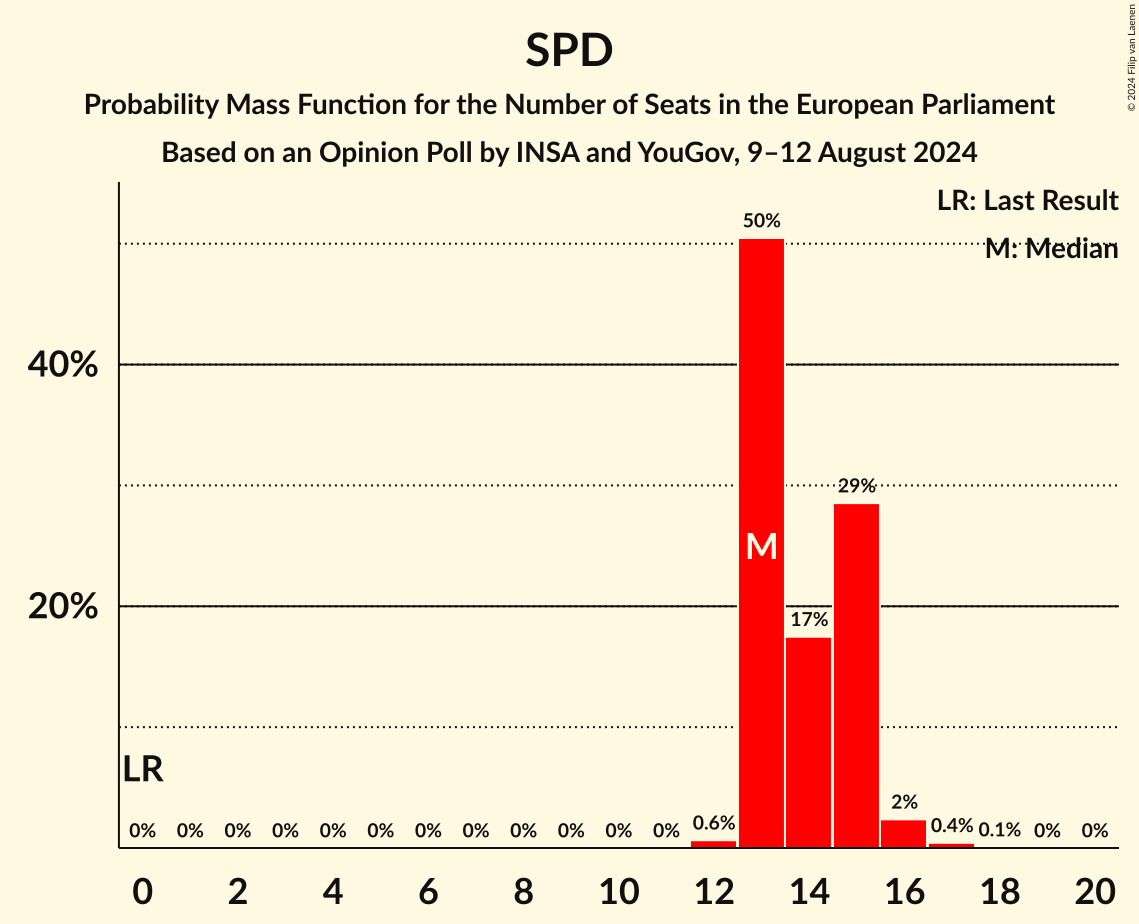 SPD
Probability Mass Function for the Number of Seats in the European Parliament
Based on an Opinion Poll by INSA and YouGov, 9–12 August 2024
© 2024 Filip van Laenen
LR: Last Result
M: Median
50%
40%
29%
M
20%
17%
LR
2%
0% 0% 0% 0% 0% 0% 0% 0% 0% 0% 0% 0% 0.6% 0.4% 0.1% 0% 0%
0 2 4 6 8 10 12 14 16 18 20